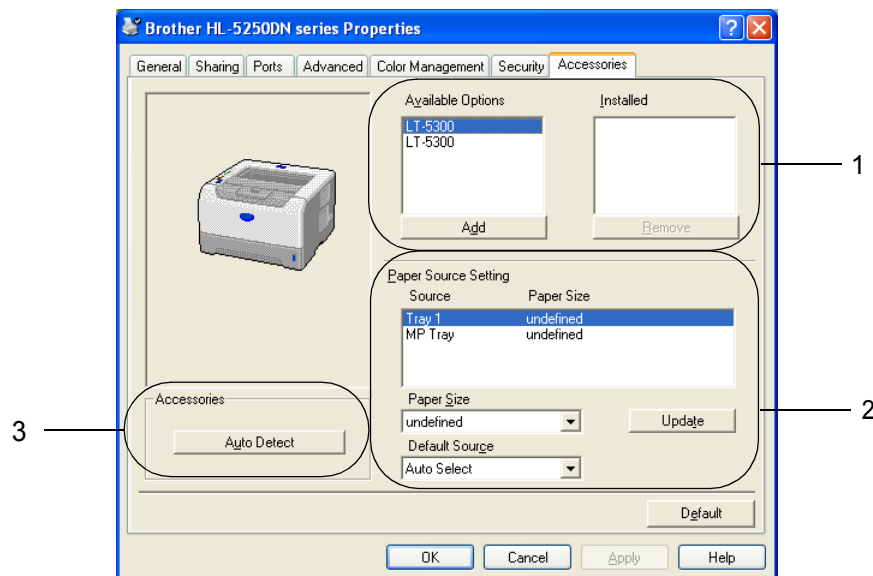 Brother HL-5250DN series Properties
General Sharing Ports Advanced Color Management Security Accessories
Available Options Installed
LT-5300
LT-5300
Add Remove
1
Paper Source Setting
Source Paper Size
Tray 1 undefined
MP Tray undefined
Paper Size
undefined Update
2
Default Source
Auto Select
Accessories
Auto Detect
3
Default
OK Cancel Apply Help